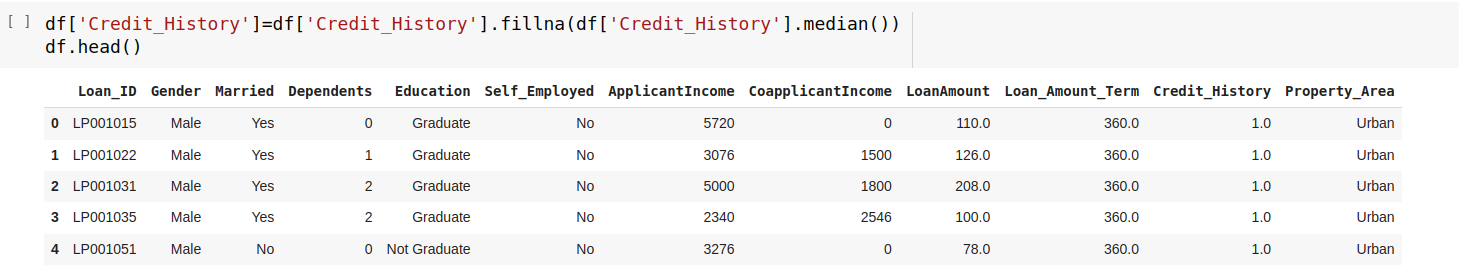 [ ] df['Credit_History']=df['Credit_History'].fillna(df['Credit_History'].median())
df.head()
Loan_ID Gender Married Dependents Education Self_Employed ApplicantIncome CoapplicantIncome LoanAmount Loan_Amount_Term Credit_History Property_Area
0 LP001015 Male Yes 0 Graduate No 5720 0 110.0 360.0 1.0 Urban
1 LP001022 Male Yes 1 Graduate No 3076 1500 126.0 360.0 1.0 Urban
2 LP001031 Male Yes 2 Graduate No 5000 1800 208.0 360.0 1.0 Urban
3 LP001035 Male Yes 2 Graduate No 2340 2546 100.0 360.0 1.0 Urban
4 LP001051 Male No 0 Not Graduate No 3276 0 78.0 360.0 1.0 Urban